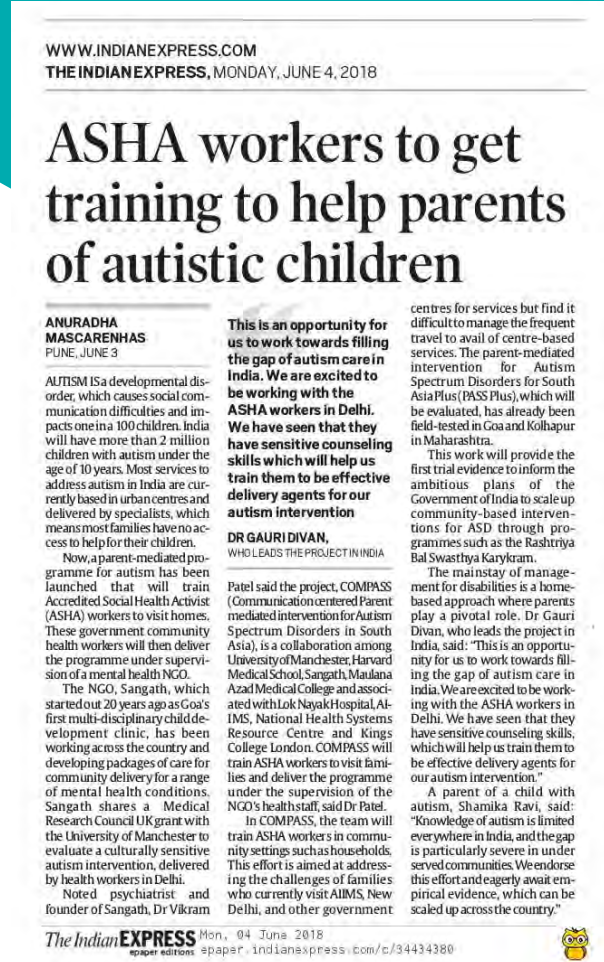 WWW.INDIANEXPRESS.COM
THE INDIAN EXPRESS, MONDAY, JUNE 4, 2018
ASHA workers to get
training to help parents
of autistic children
ANURADHA
MASCARENHAS
PUNE, JUNE 3
AUTISM IS a developmental dis-
order, which causes social com-
munication difficulties and im-
pacts one in a 100 children. India
will have more than 2 million
children with autism under the
age of 10 years. Most services to
address autism in India are cur-
rently based in urban centres and
delivered by specialists, which
means most families have no ac-
cess to help for their children.
Now, a parent-mediated pro-
gramme for autism has been
launched that will train
Accredited Social Health Activist
(ASHA) workers to visit homes.
These government community
health workers will then deliver
the programme under supervi-
sion of a mental health NGO.
The NGO, Sangath, which
started out 20 years ago as Goa's
first multi-disciplinary child de-
velopment clinic, has been
working across the country and
developing packages of care for
community delivery for a range
of mental health conditions.
Sangath shares a Medical
Research Council UK grant with
the University of Manchester to
evaluate a culturally sensitive
autism intervention, delivered
by health workers in Delhi.
Noted psychiatrist and
founder of Sangath, Dr Vikram
This is an opportunity for
us to work towards filling
the gap of autism care in
India. We are excited to
be working with the
ASHA workers in Delhi.
We have seen that they
have sensitive counseling
skills which will help us
train them to be effective
delivery agents for our
autism intervention
DR GAURI DIVAN,
WHO LEADS THE PROJECT IN INDIA
Patel said the project, COMPASS
(Communication centered Parent
mediated intervention for Autism
Spectrum Disorders in South
Asia), is a collaboration among
University of Manchester, Harvard
Medical School, Sangath, Maulana
Azad Medical College and associ-
ated with Lok Nayak Hospital, AI-
IMS, National Health Systems
Resource Centre and Kings
College London. COMPASS will
train ASHA workers to visit fami-
lies and deliver the programme
under the supervision of the
NGO's health staff, said Dr Patel.
In COMPASS, the team will
train ASHA workers in commu-
nity settings such as households.
This effort is aimed at address-
ing the challenges of families
who currently visit AIIMS, New
Delhi, and other government
centres for services but find it
difficult to manage the frequent
travel to avail of centre-based
services. The parent-mediated
intervention for Autism
Spectrum Disorders for South
Asia Plus (PASS Plus), which will
be evaluated, has already been
field-tested in Goa and Kolhapur
in Maharashtra.
This work will provide the
first trial evidence to inform the
ambitious plans of the
Government of India to scale up
community-based interven-
tions for ASD through pro-
grammes such as the Rashtriya
Bal Swasthya Karykram.
The mainstay of manage-
ment for disabilities is a home-
based approach where parents
play a pivotal role. Dr Gauri
Divan, who leads the project in
India, said: "This is an opportu-
nity for us to work towards fill-
ing the gap of autism care in
India. We are excited to be work-
ing with the ASHA workers in
Delhi. We have seen that they
have sensitive counseling skills,
which will help us train them to
be effective delivery agents for
our autism intervention."
A parent of a child with
autism, Shamika Ravi, said:
"Knowledge of autism is limited
everywhere in India, and the gap
is particularly severe in under
served communities. We endorse
this effort and eagerly await em-
pirical evidence, which can be
scaled up across the country."
The Indian EXPRESS
epaper editions
Mon, 04 June 2018
epaper.indianexpress.com/c/34434380